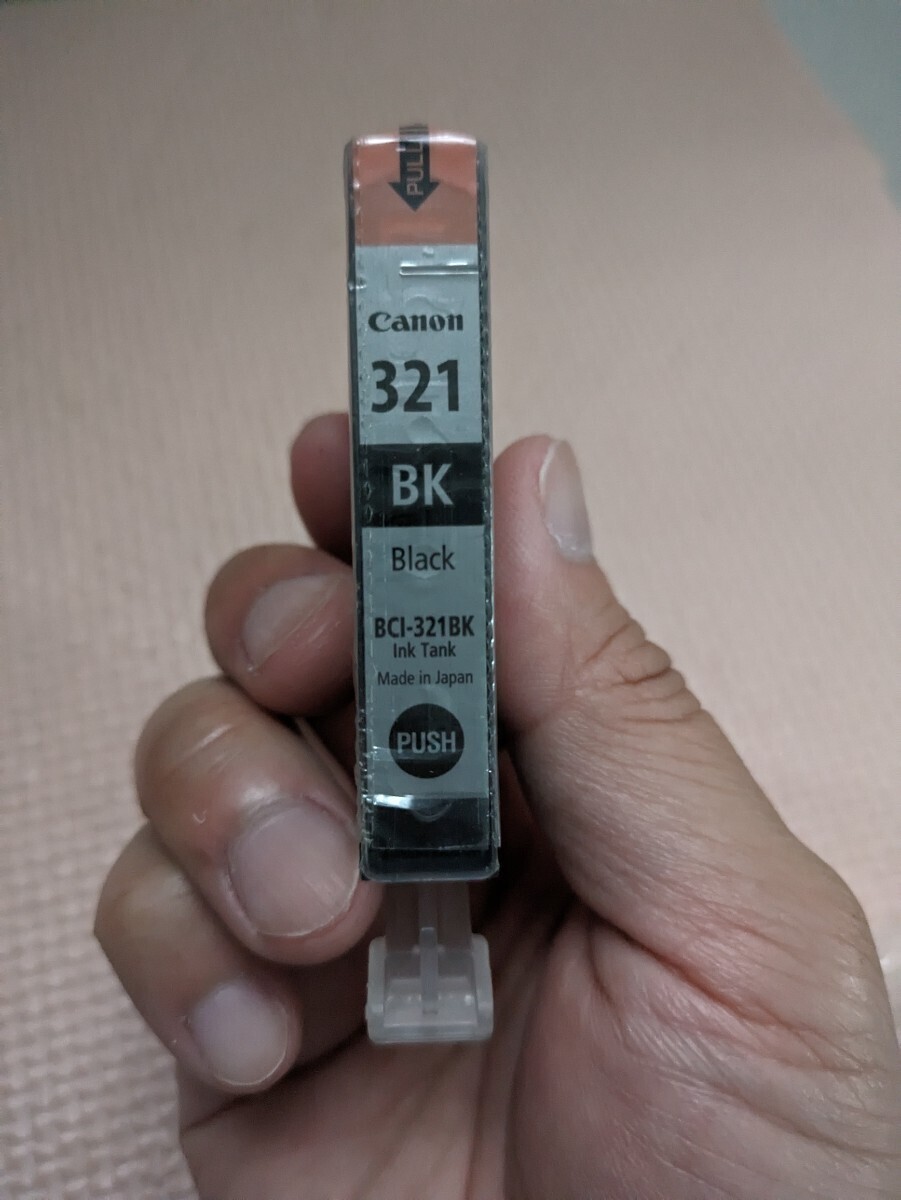 PULL
Canon
321
BK
Black
BCI-321BK
Ink Tank
Made in Japan
PUSH